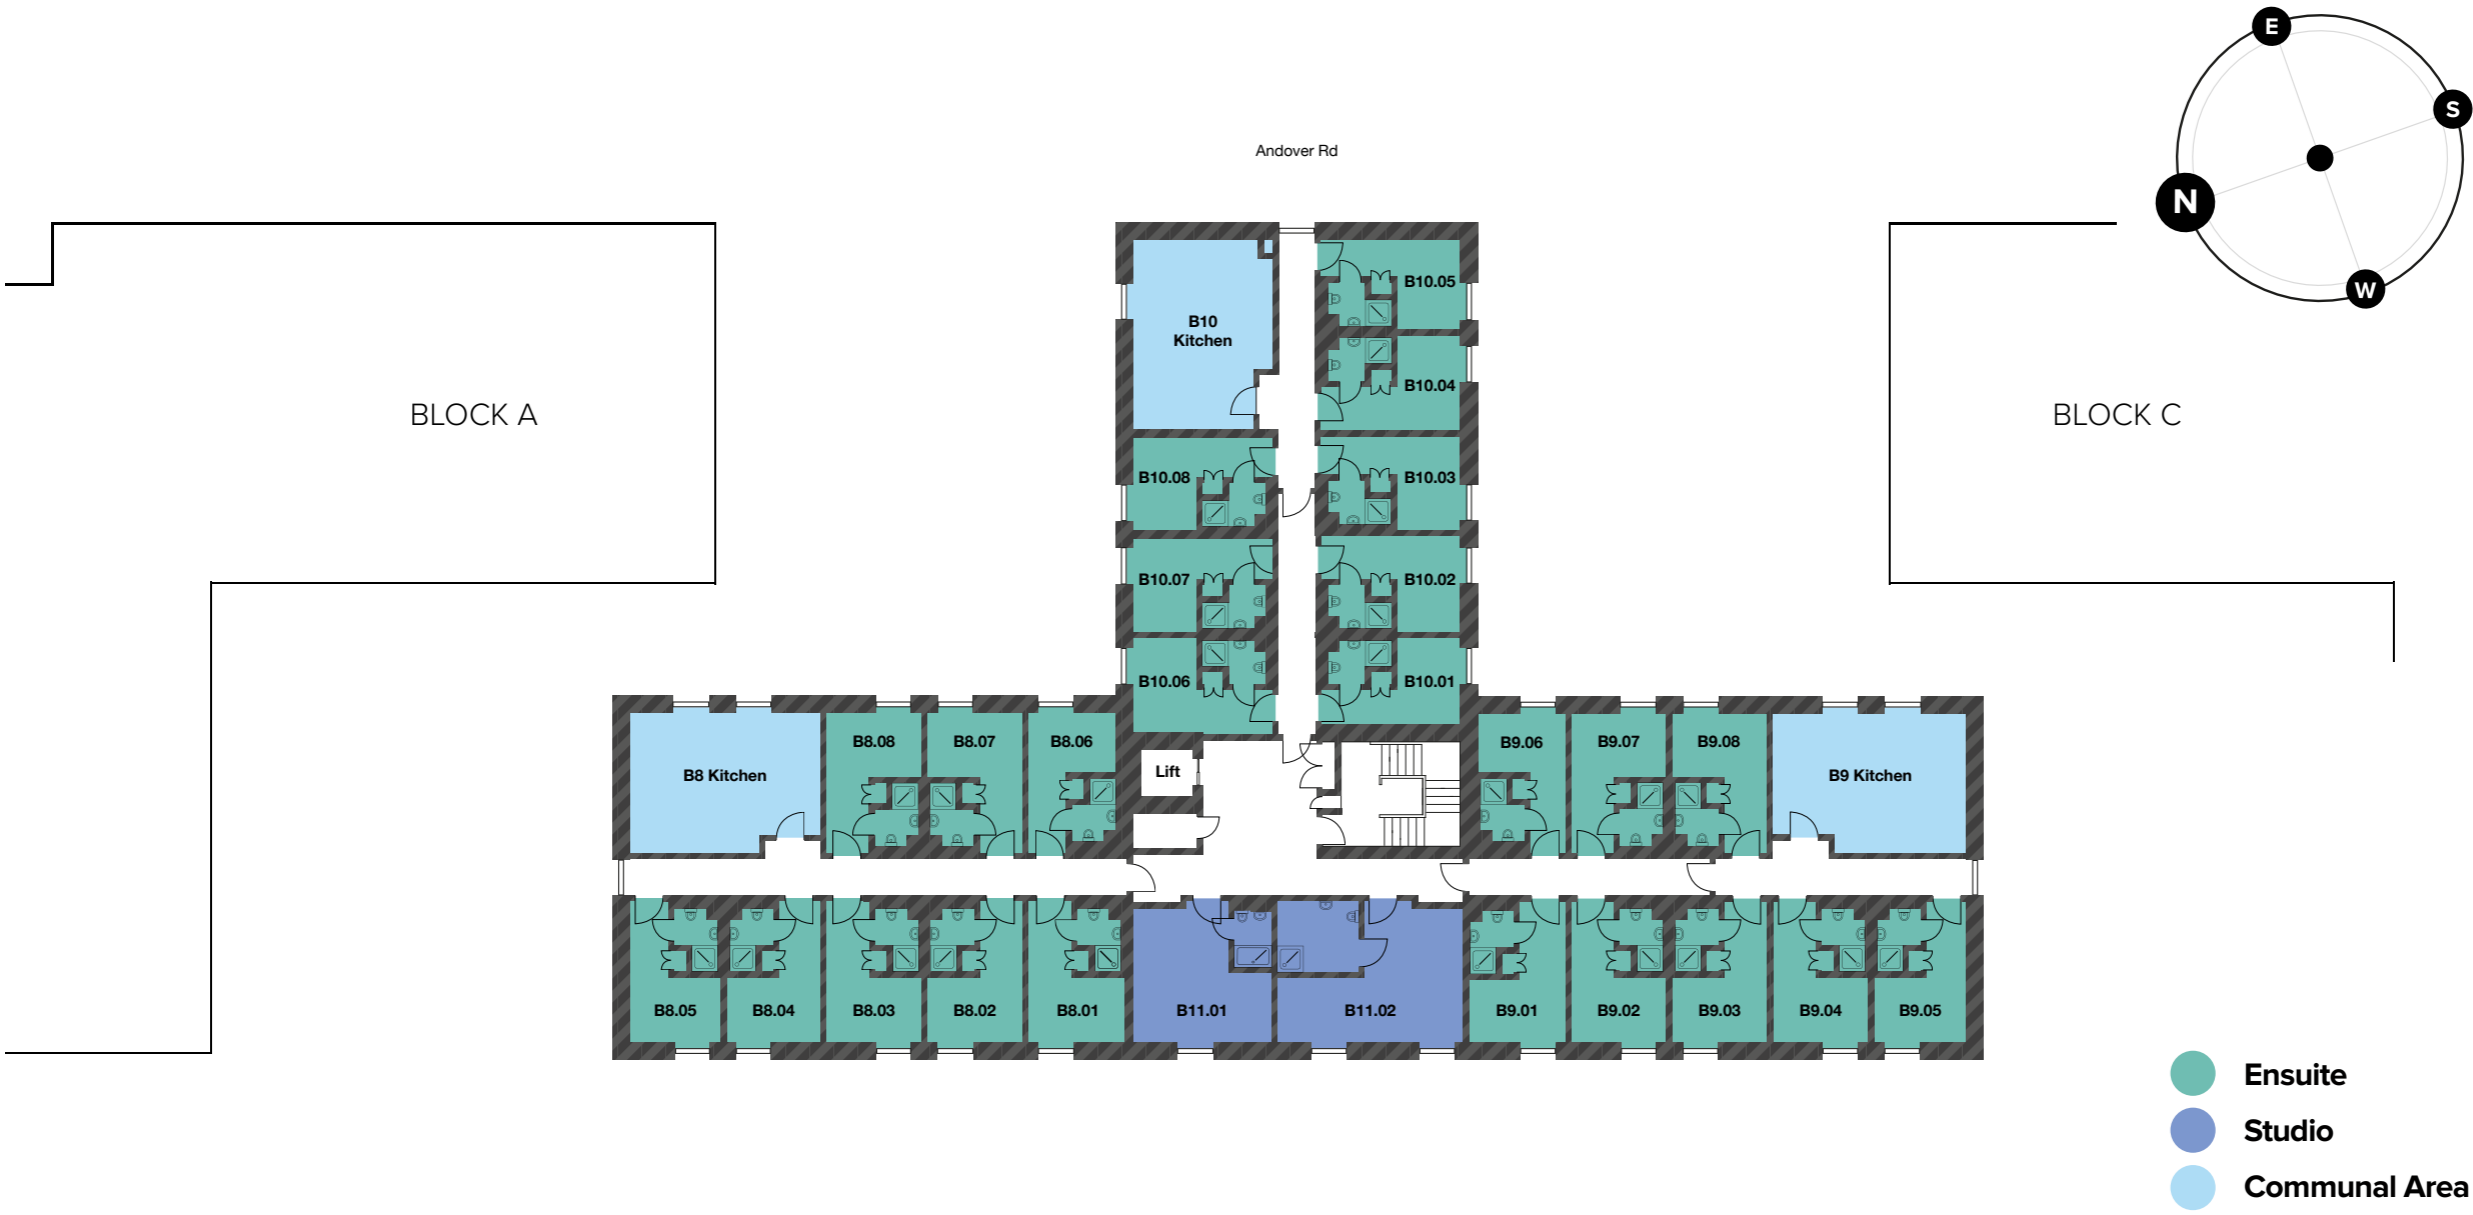 E
S
N
W
Andover Rd
BLOCK A
BLOCK C
B10
Kitchen
B10.05
B10.04
B10.08
B10.03
B10.07
B10.02
B10.06
B10.01
B8 Kitchen
B8.08
B8.07
B8.06
Lift
B9.06
B9.07
B9.08
B9 Kitchen
B8.05
B8.04
B8.03
B8.02
B8.01
B11.01
B11.02
B9.01
B9.02
B9.03
B9.04
B9.05
Ensuite
Studio
Communal Area